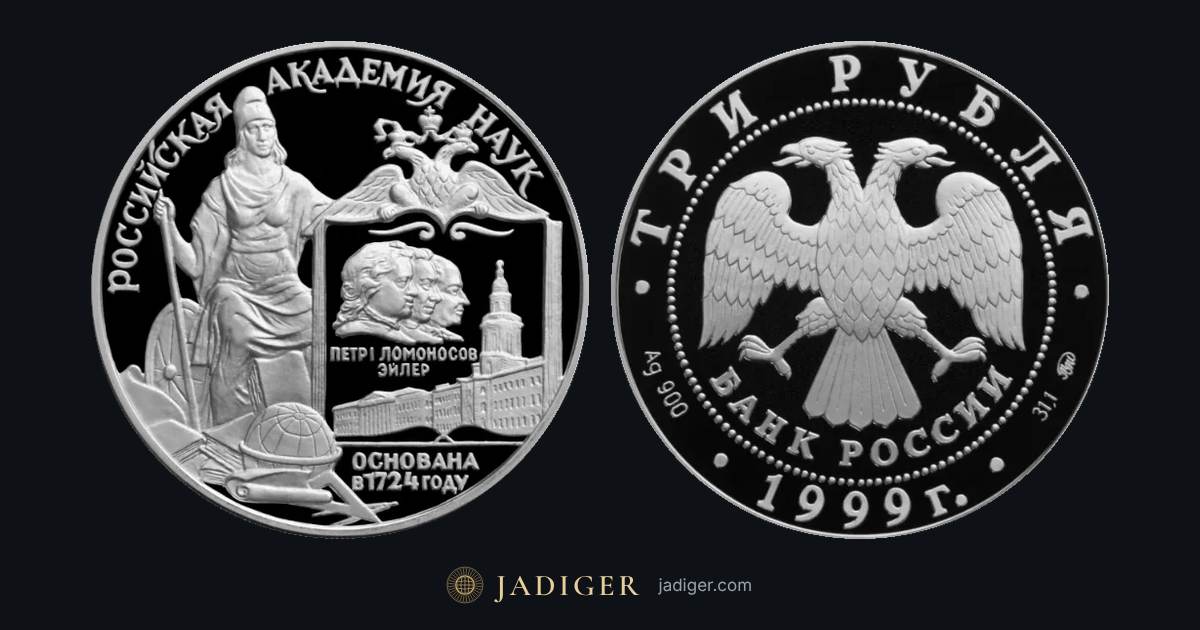 РОССИЙСКАЯ АКАДЕМИЯ НАУК
ПЕТР I ЛОМОНОСОВ
ЭЙЛЕР
ОСНОВАНА
в 1724 году
ТРИ РУБЛЯ
Ag 900
31,1
БАНК РОССИИ
1999 г.
JADIGER
jadiger.com